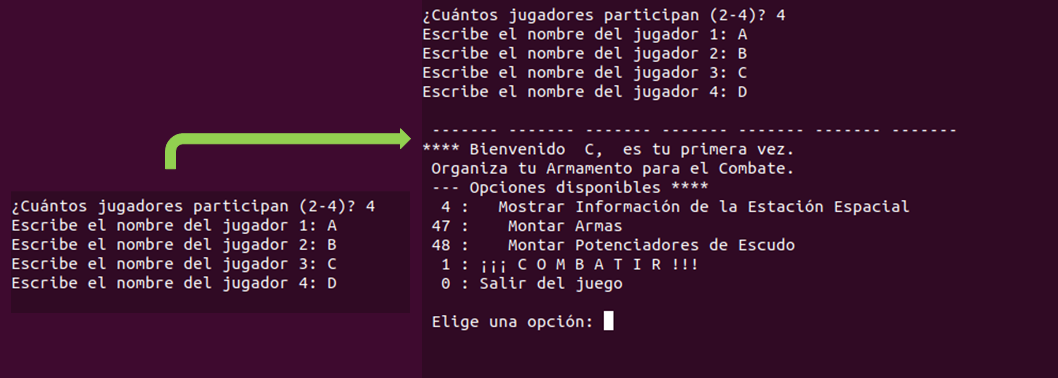 ¿Cuántos jugadores participan (2-4)? 4
Escribe el nombre del jugador 1: A
Escribe el nombre del jugador 2: B
Escribe el nombre del jugador 3: C
Escribe el nombre del jugador 4: D
¿Cuántos jugadores participan (2-4)? 4
Escribe el nombre del jugador 1: A
Escribe el nombre del jugador 2: B
Escribe el nombre del jugador 3: C
Escribe el nombre del jugador 4: D
------- ------- ------- ------- ------- ------- -------
**** Bienvenido  C,  es tu primera vez.
Organiza tu Armamento para el Combate.
--- Opciones disponibles ****
4 :   Mostrar Información de la Estación Espacial
47 :    Montar Armas
48 :    Montar Potenciadores de Escudo
1 : ¡¡¡ C O M B A T I R !!!
0 : Salir del juego
Elige una opción: